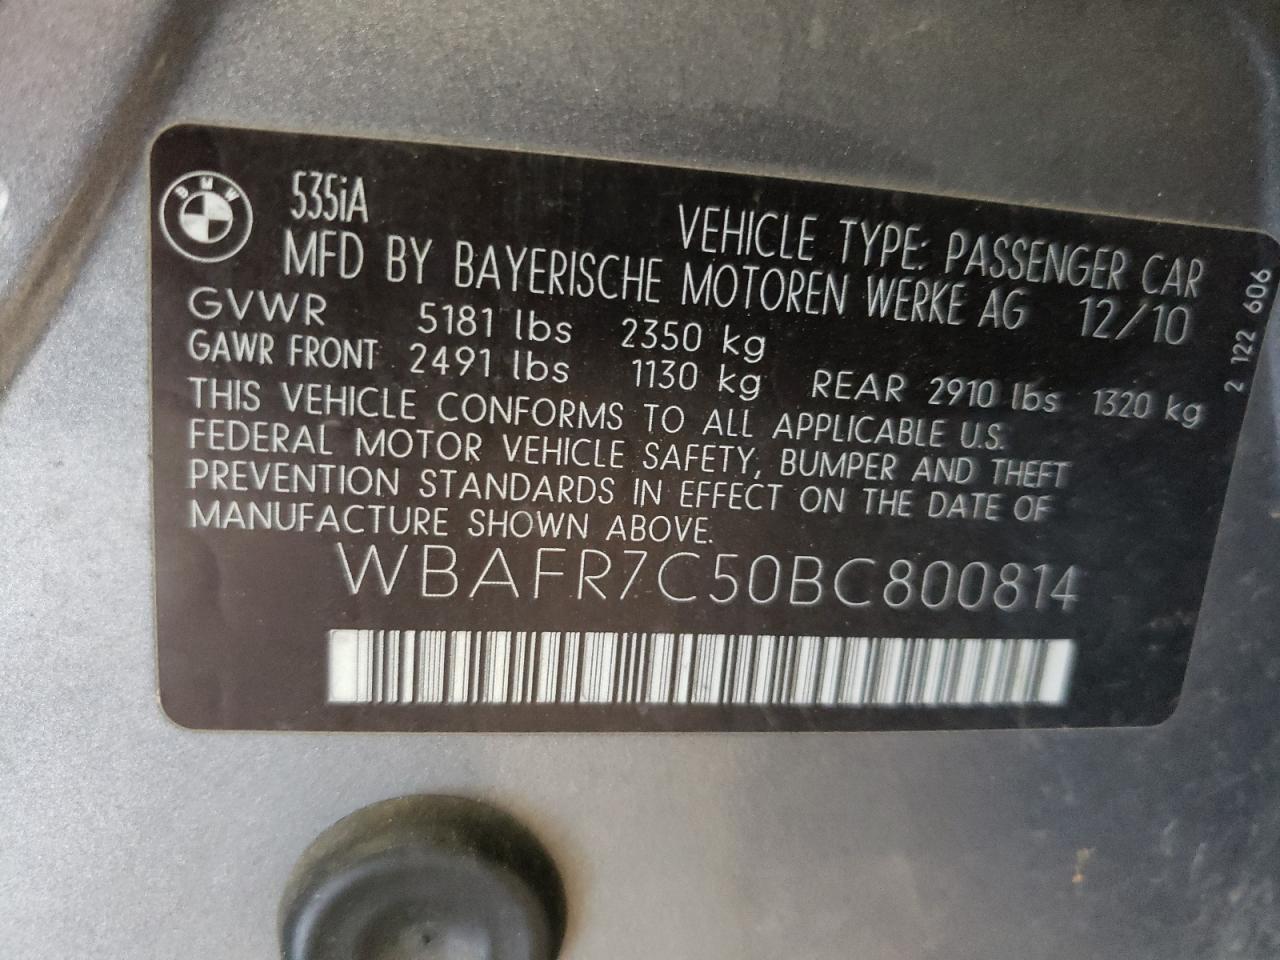 BMW
535iA
VEHICLE TYPE: PASSENGER CAR
MFD BY BAYERISCHE MOTOREN WERKE AG 12/10
GVWR 5181 lbs 2350 kg
GAWR FRONT 2491 lbs 1130 kg REAR 2910 lbs 1320 kg
THIS VEHICLE CONFORMS TO ALL APPLICABLE U.S.
FEDERAL MOTOR VEHICLE SAFETY, BUMPER AND THEFT
PREVENTION STANDARDS IN EFFECT ON THE DATE OF
MANUFACTURE SHOWN ABOVE.
WBAFR7C50BC800814
2 122 606